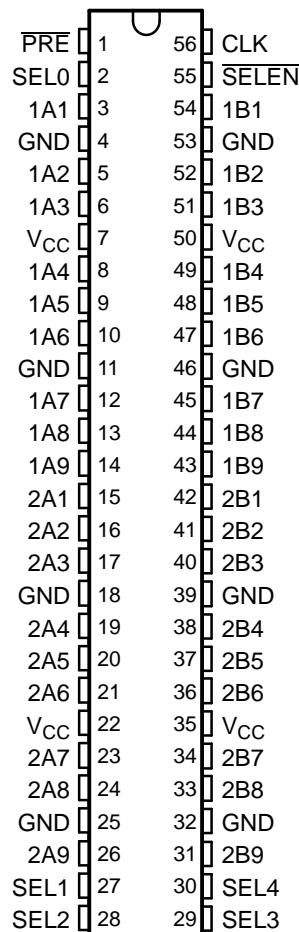 PRE 1 56 CLK
SEL0 2 55 SELEN
1A1 3 54 1B1
GND 4 53 GND
1A2 5 52 1B2
1A3 6 51 1B3
VCC 7 50 VCC
1A4 8 49 1B4
1A5 9 48 1B5
1A6 10 47 1B6
GND 11 46 GND
1A7 12 45 1B7
1A8 13 44 1B8
1A9 14 43 1B9
2A1 15 42 2B1
2A2 16 41 2B2
2A3 17 40 2B3
GND 18 39 GND
2A4 19 38 2B4
2A5 20 37 2B5
2A6 21 36 2B6
VCC 22 35 VCC
2A7 23 34 2B7
2A8 24 33 2B8
GND 25 32 GND
2A9 26 31 2B9
SEL1 27 30 SEL4
SEL2 28 29 SEL3